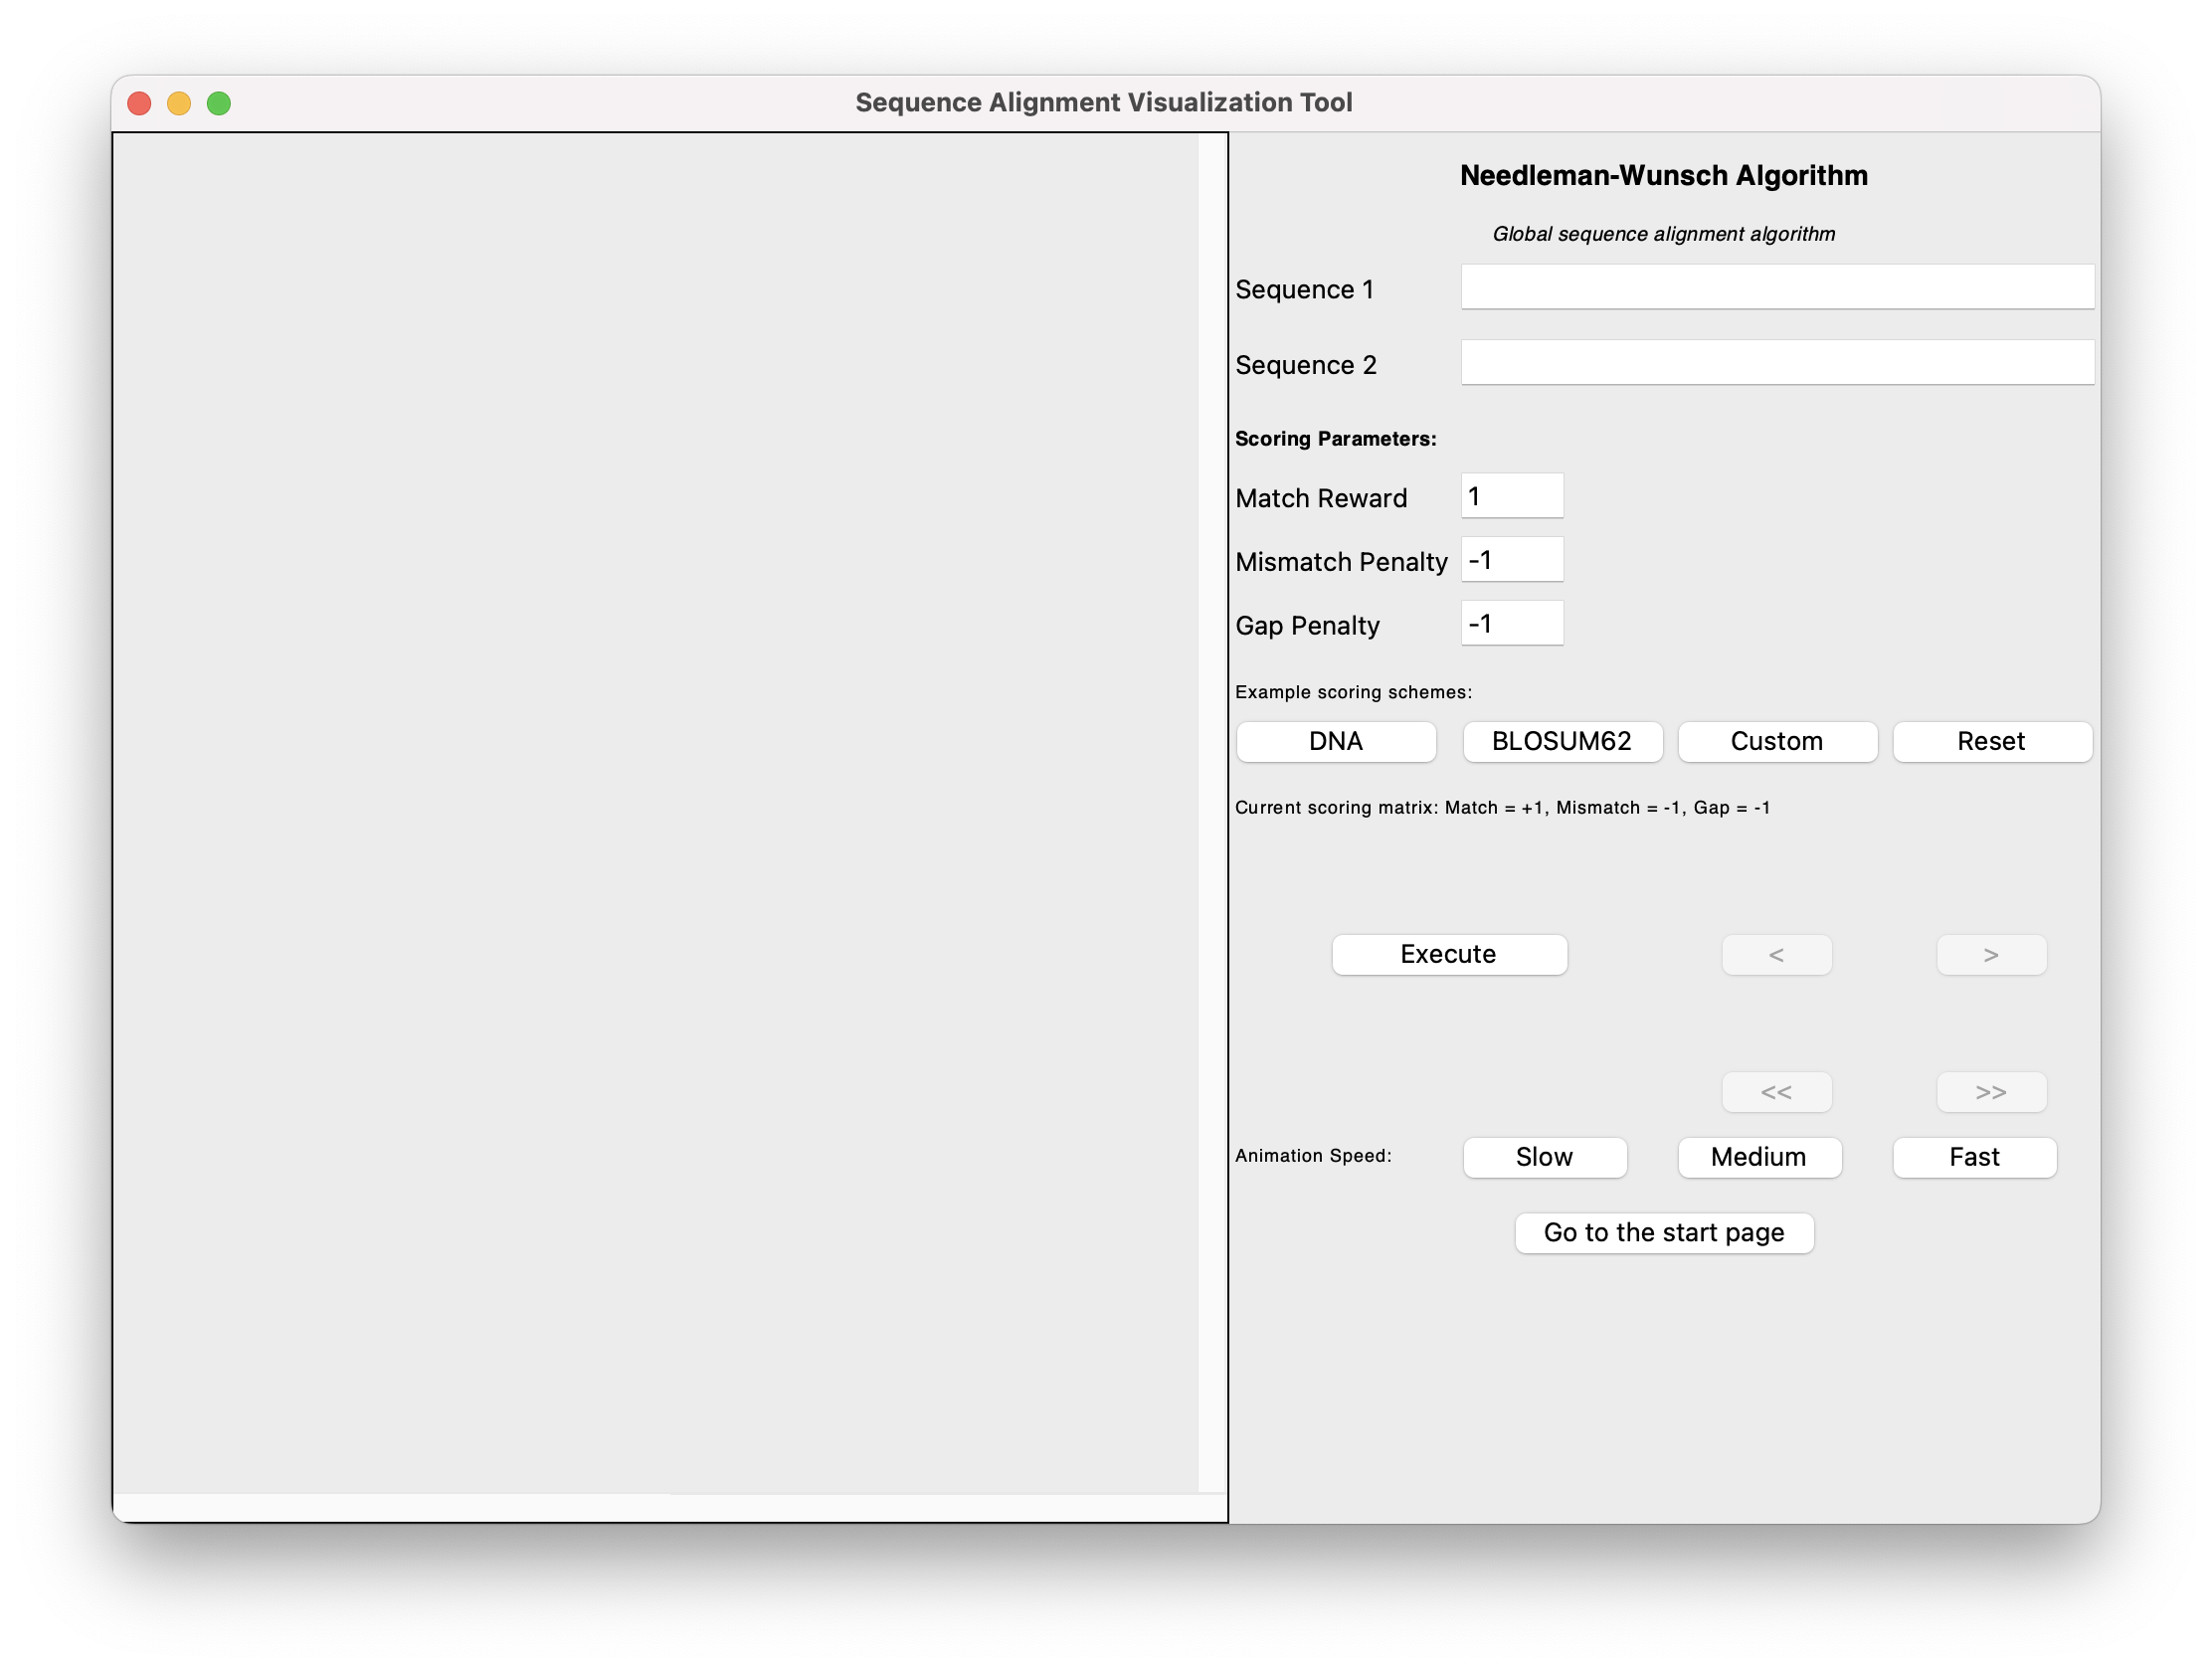 Sequence Alignment Visualization Tool
Needleman-Wunsch Algorithm
Global sequence alignment algorithm
Sequence 1
Sequence 2
Scoring Parameters:
Match Reward 1
Mismatch Penalty -1
Gap Penalty -1
Example scoring schemes:
DNA BLOSUM62 Custom Reset
Current scoring matrix: Match = +1, Mismatch = -1, Gap = -1
Execute < >
<< >>
Animation Speed: Slow Medium Fast
Go to the start page